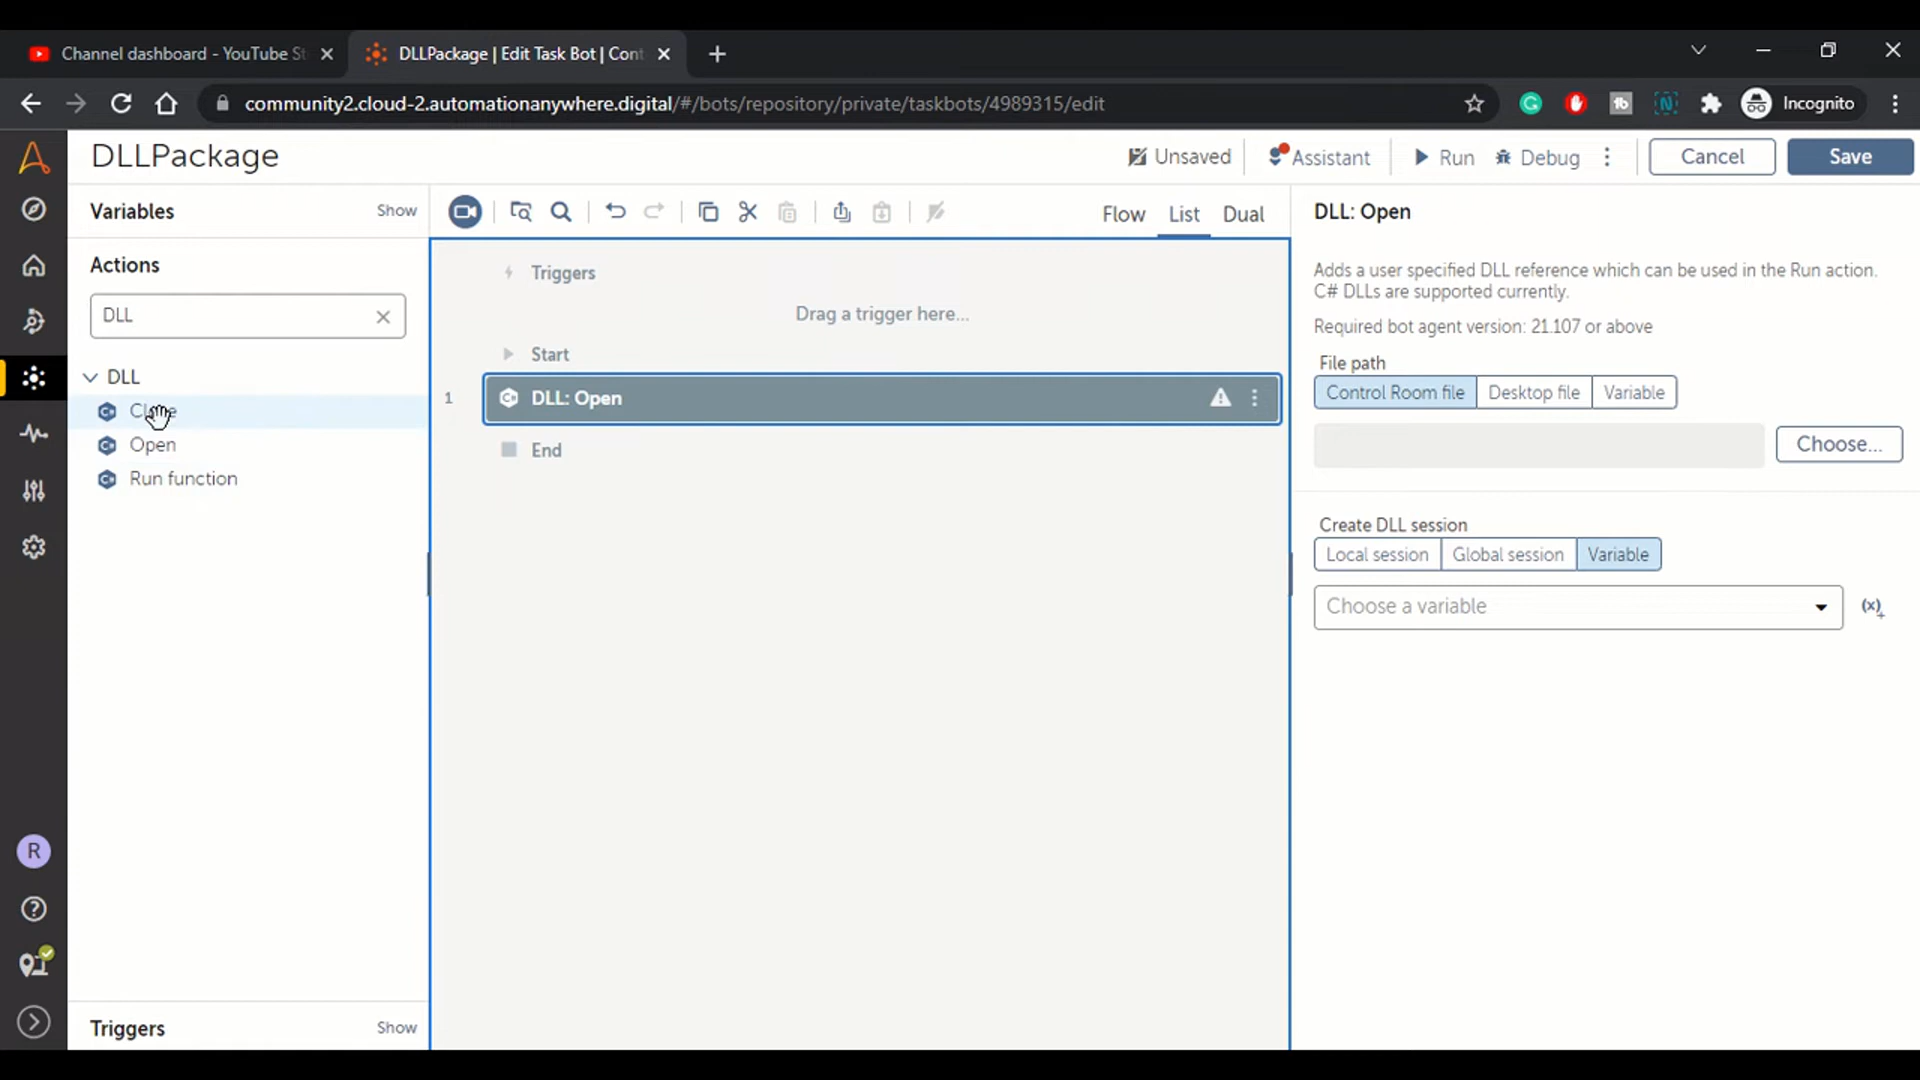 Channel dashboard - YouTube St
DLLPackage | Edit Task Bot | Cont
community2.cloud-2.automationanywhere.digital/#/bots/repository/private/taskbots/4989315/edit
Incognito
DLLPackage
Unsaved
Assistant
Run
Debug
Cancel
Save
Variables
Show
Flow
List
Dual
DLL: Open
Actions
DLL
Adds a user specified DLL reference which can be used in the Run action.
C# DLLs are supported currently.
Required bot agent version: 21.107 or above
Triggers
Drag a trigger here...
Start
File path
Control Room file
Desktop file
Variable
DLL
1
DLL: Open
Open
Run function
End
Choose...
Create DLL session
Local session
Global session
Variable
Choose a variable
(x)+
R
Triggers
Show